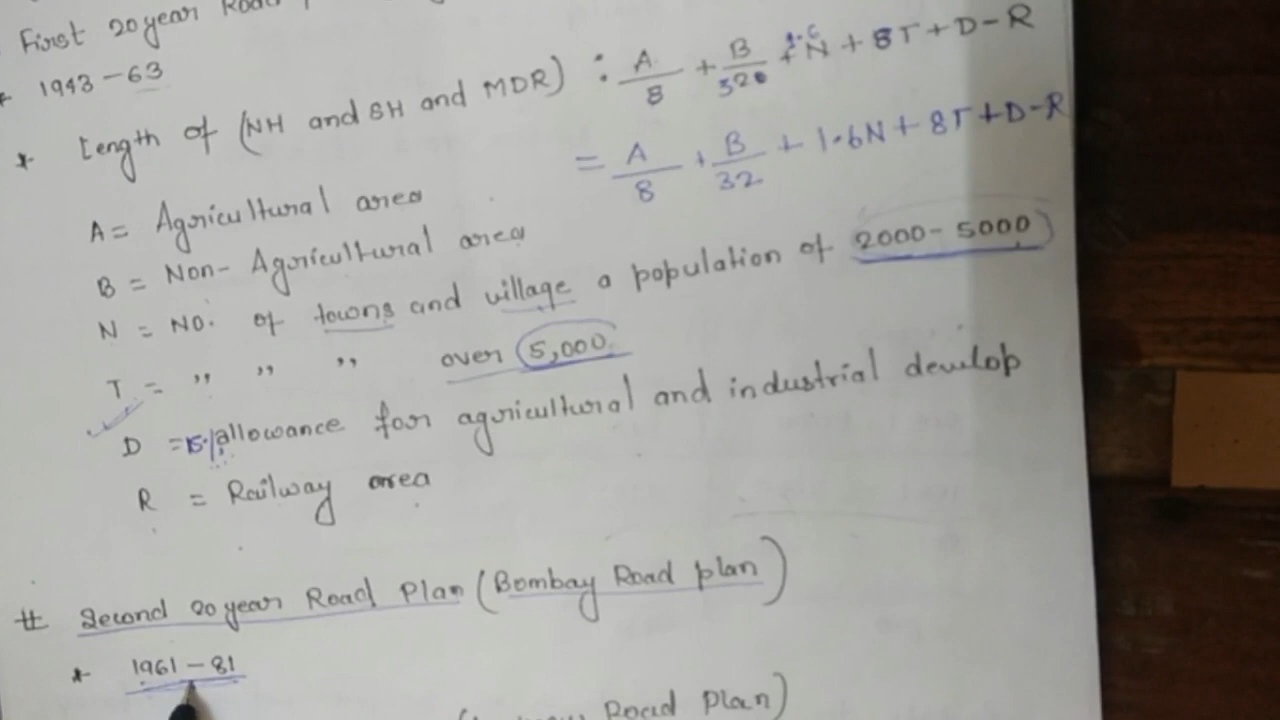 First 20 year Road
* 1943 - 63
* Length of (NH and SH and MDR) : A/8 + B/320 + N + 8T + D - R
= A/8 + B/32 + 1.6N + 8T + D - R
A = Agricultural area
B = Non- Agricultural area
N = No. of towns and village a population of 2000 - 5000
T = " " " over 5,000
D = 15% allowance for agricultural and industrial develop
R = Railway area
# Second 20 year Road Plan (Bombay Road plan)
* 1961 - 81
Road Plan)